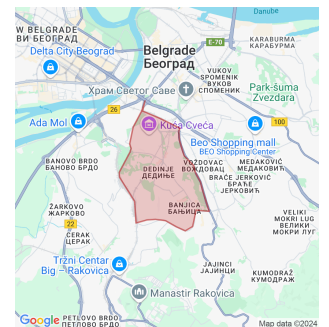 Danube
W BELGRADE
ВИ БЕОГРАД
E-70
KARABURMA
КАРАБУРМА
Delta City
Belgrade
Београд
VUKOV
SPOMENIK
ВУКОВ
СПОМЕНИК
Park-šuma
Zvezdara
Храм Светог Саве
26
Ada Mol
Kuća Cveća
100
Beo Shopping mall
BEO Shopping Center
BANOVO BRDO
БАНОВО БРДО
DEDINJE
ДЕДИЊЕ
VOŽDOVAC
ВОЖДОВАЦ
MEDAKOVIĆ
МЕДАКОВИЋ
BRAĆE JERKOVIĆ
БРАЋЕ
ЈЕРКОВИЋ
ŽARKOVO
ЖАРКОВО
BANJICA
БАЊИЦА
VELIKI
MOKRI LUG
ВЕЛИКИ
МОКРИ ЛУГ
22
CERAK
ЦЕРАК
Tržni Centar
Big – Rakovica
JAJINCI
ЈАЈИНЦИ
KUMODRAŽ
КУМОДРАЖ
Manastir Rakovica
PETLOVO BRDO
ПЕТЛОВО БРДО
Google
Map data ©2024